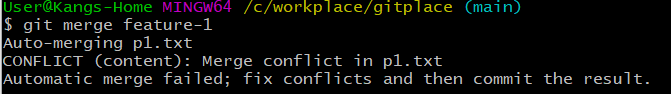 User@Kangs-Home MINGW64 /c/workplace/gitplace (main)
$ git merge feature-1
Auto-merging p1.txt
CONFLICT (content): Merge conflict in p1.txt
Automatic merge failed; fix conflicts and then commit the result.